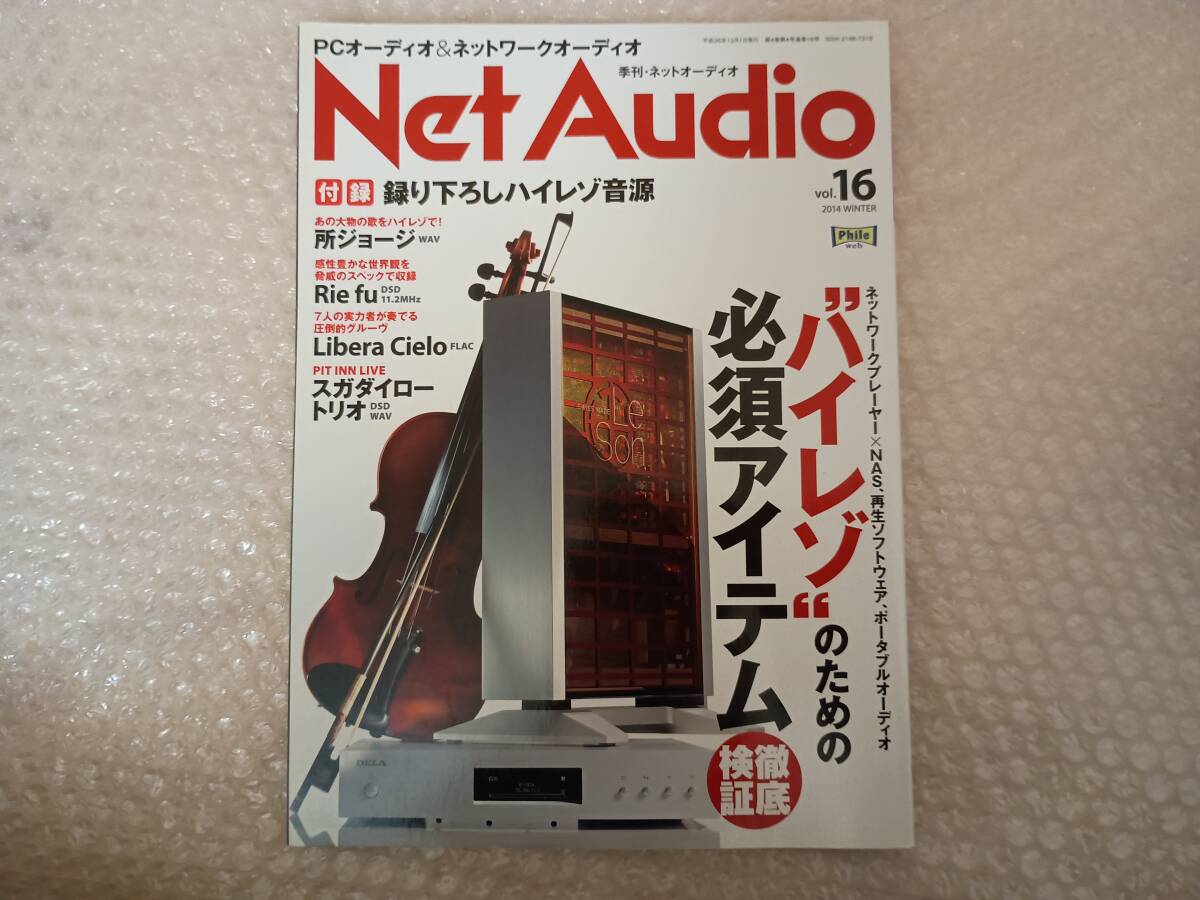 PCオーディオ&ネットワークオーディオ
季刊・ネットオーディオ
Net Audio
付録 録り下ろしハイレゾ音源
vol.16
2014 WINTER
Phile
web
あの大物の歌をハイレゾで!
所ジョージ WAV
感性豊かな世界観を
脅威のスペックで収録
Rie fu DSD 11.2MHz
7人の実力者が奏でる
圧倒的グルーヴ
Libera Cielo FLAC
PIT INN LIVE
スガダイロー
トリオ DSD WAV
ネットワークプレーヤー×NAS、再生ソフトウェア、ポータブルオーディオ
"ハイレゾ"のための
必須アイテム
徹底
検証
Le
Son
DELA